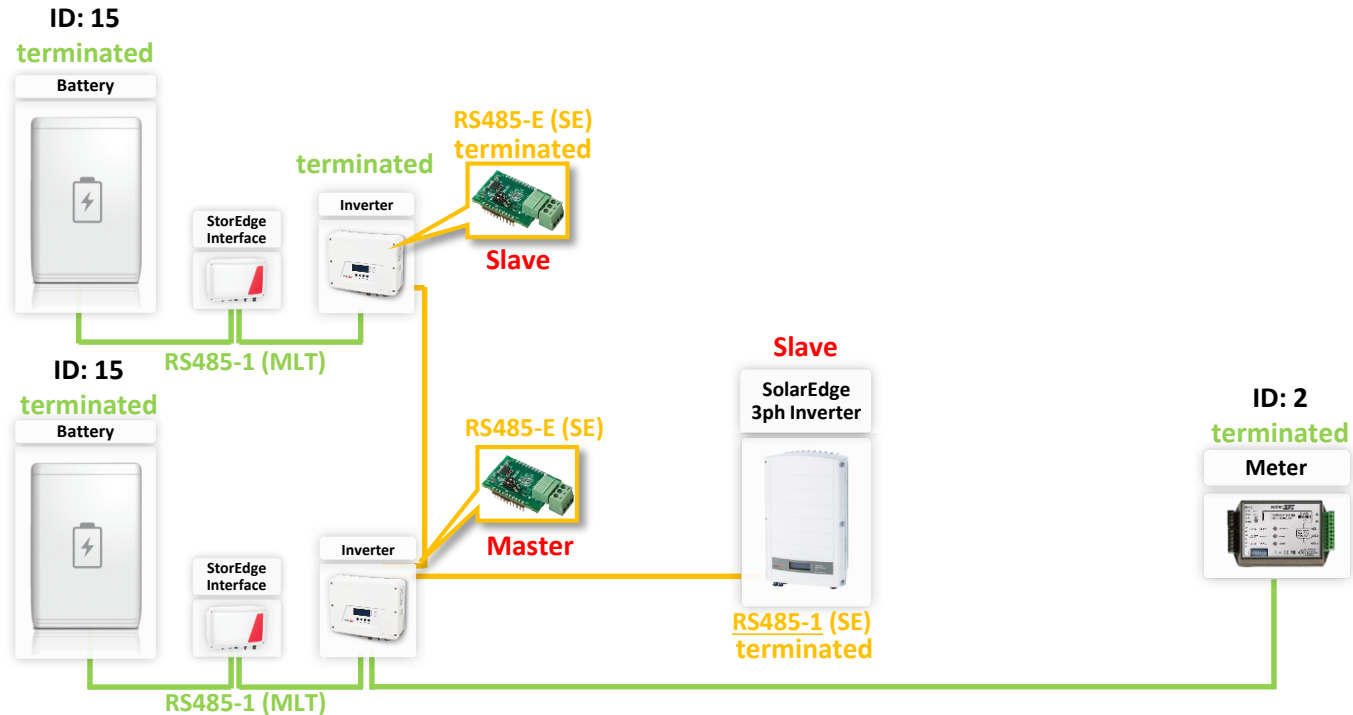 ID: 15
terminated
Battery
RS485-E (SE)
terminated
terminated
Inverter
StorEdge
Interface
Slave
RS485-1 (MLT)
ID: 15
terminated
Battery
Slave
SolarEdge
3ph Inverter
ID: 2
terminated
Meter
RS485-E (SE)
Master
Inverter
StorEdge
Interface
RS485-1 (SE)
terminated
RS485-1 (MLT)